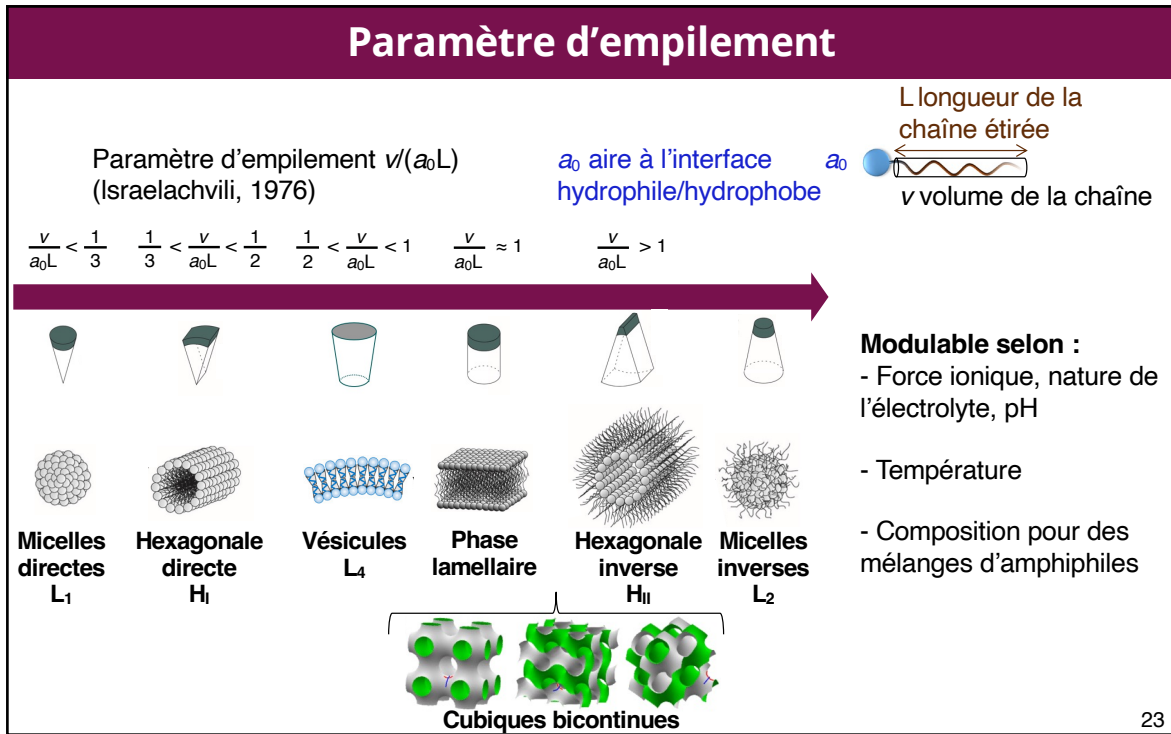 Paramètre d'empilement
L longueur de la
chaîne étirée
Paramètre d'empilement v/(a₀L)
(Israelachvili, 1976)
a₀ aire à l'interface
hydrophile/hydrophobe
a₀
v volume de la chaîne
v/a₀L < 1/3
1/3 < v/a₀L < 1/2
1/2 < v/a₀L < 1
v/a₀L ≈ 1
v/a₀L > 1
Modulable selon :
- Force ionique, nature de
l'électrolyte, pH
- Température
- Composition pour des
mélanges d'amphiphiles
Micelles
directes
L₁
Hexagonale
directe
H_I
Vésicules
L₄
Phase
lamellaire
Hexagonale
inverse
H_II
Micelles
inverses
L₂
Cubiques bicontinues
23